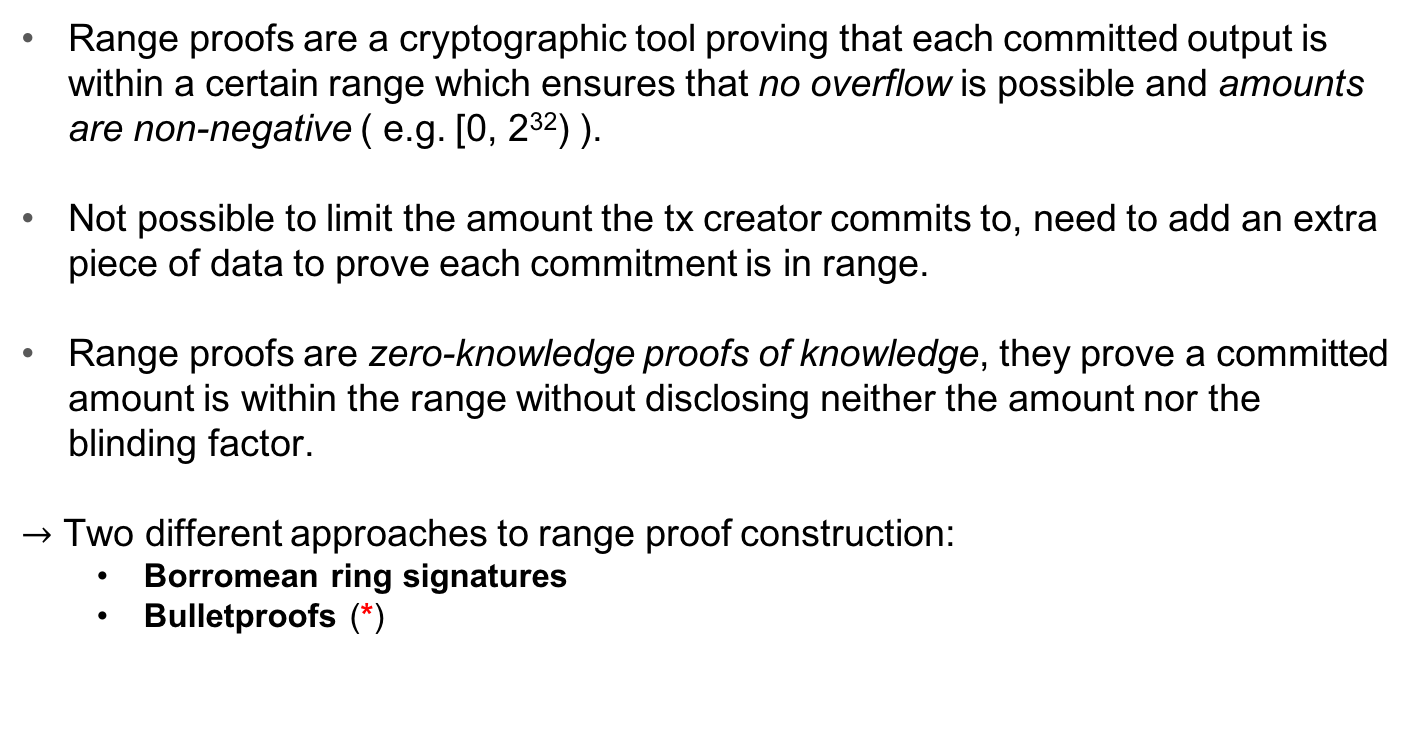 • Range proofs are a cryptographic tool proving that each committed output is
within a certain range which ensures that no overflow is possible and amounts
are non-negative ( e.g. [0, 2³²) ).
• Not possible to limit the amount the tx creator commits to, need to add an extra
piece of data to prove each commitment is in range.
• Range proofs are zero-knowledge proofs of knowledge, they prove a committed
amount is within the range without disclosing neither the amount nor the
blinding factor.
→ Two different approaches to range proof construction:
• Borromean ring signatures
• Bulletproofs (*)